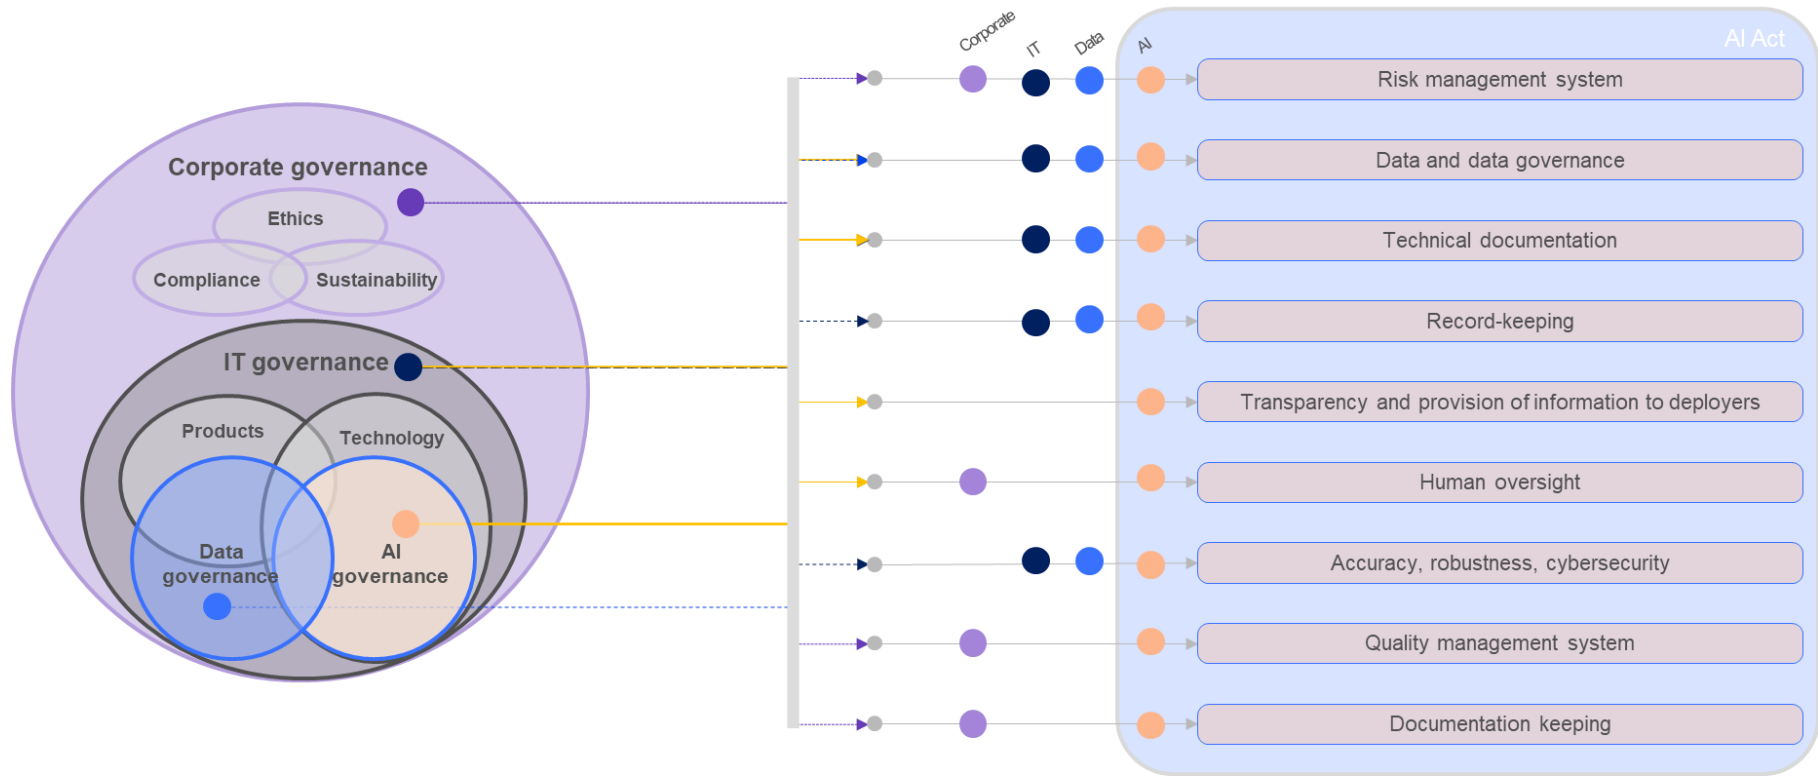 Corporate governance
Ethics
Compliance
Sustainability
IT governance
Products
Technology
Data
governance
AI
governance
Corporate
IT
Data
AI
AI Act
Risk management system
Data and data governance
Technical documentation
Record-keeping
Transparency and provision of information to deployers
Human oversight
Accuracy, robustness, cybersecurity
Quality management system
Documentation keeping